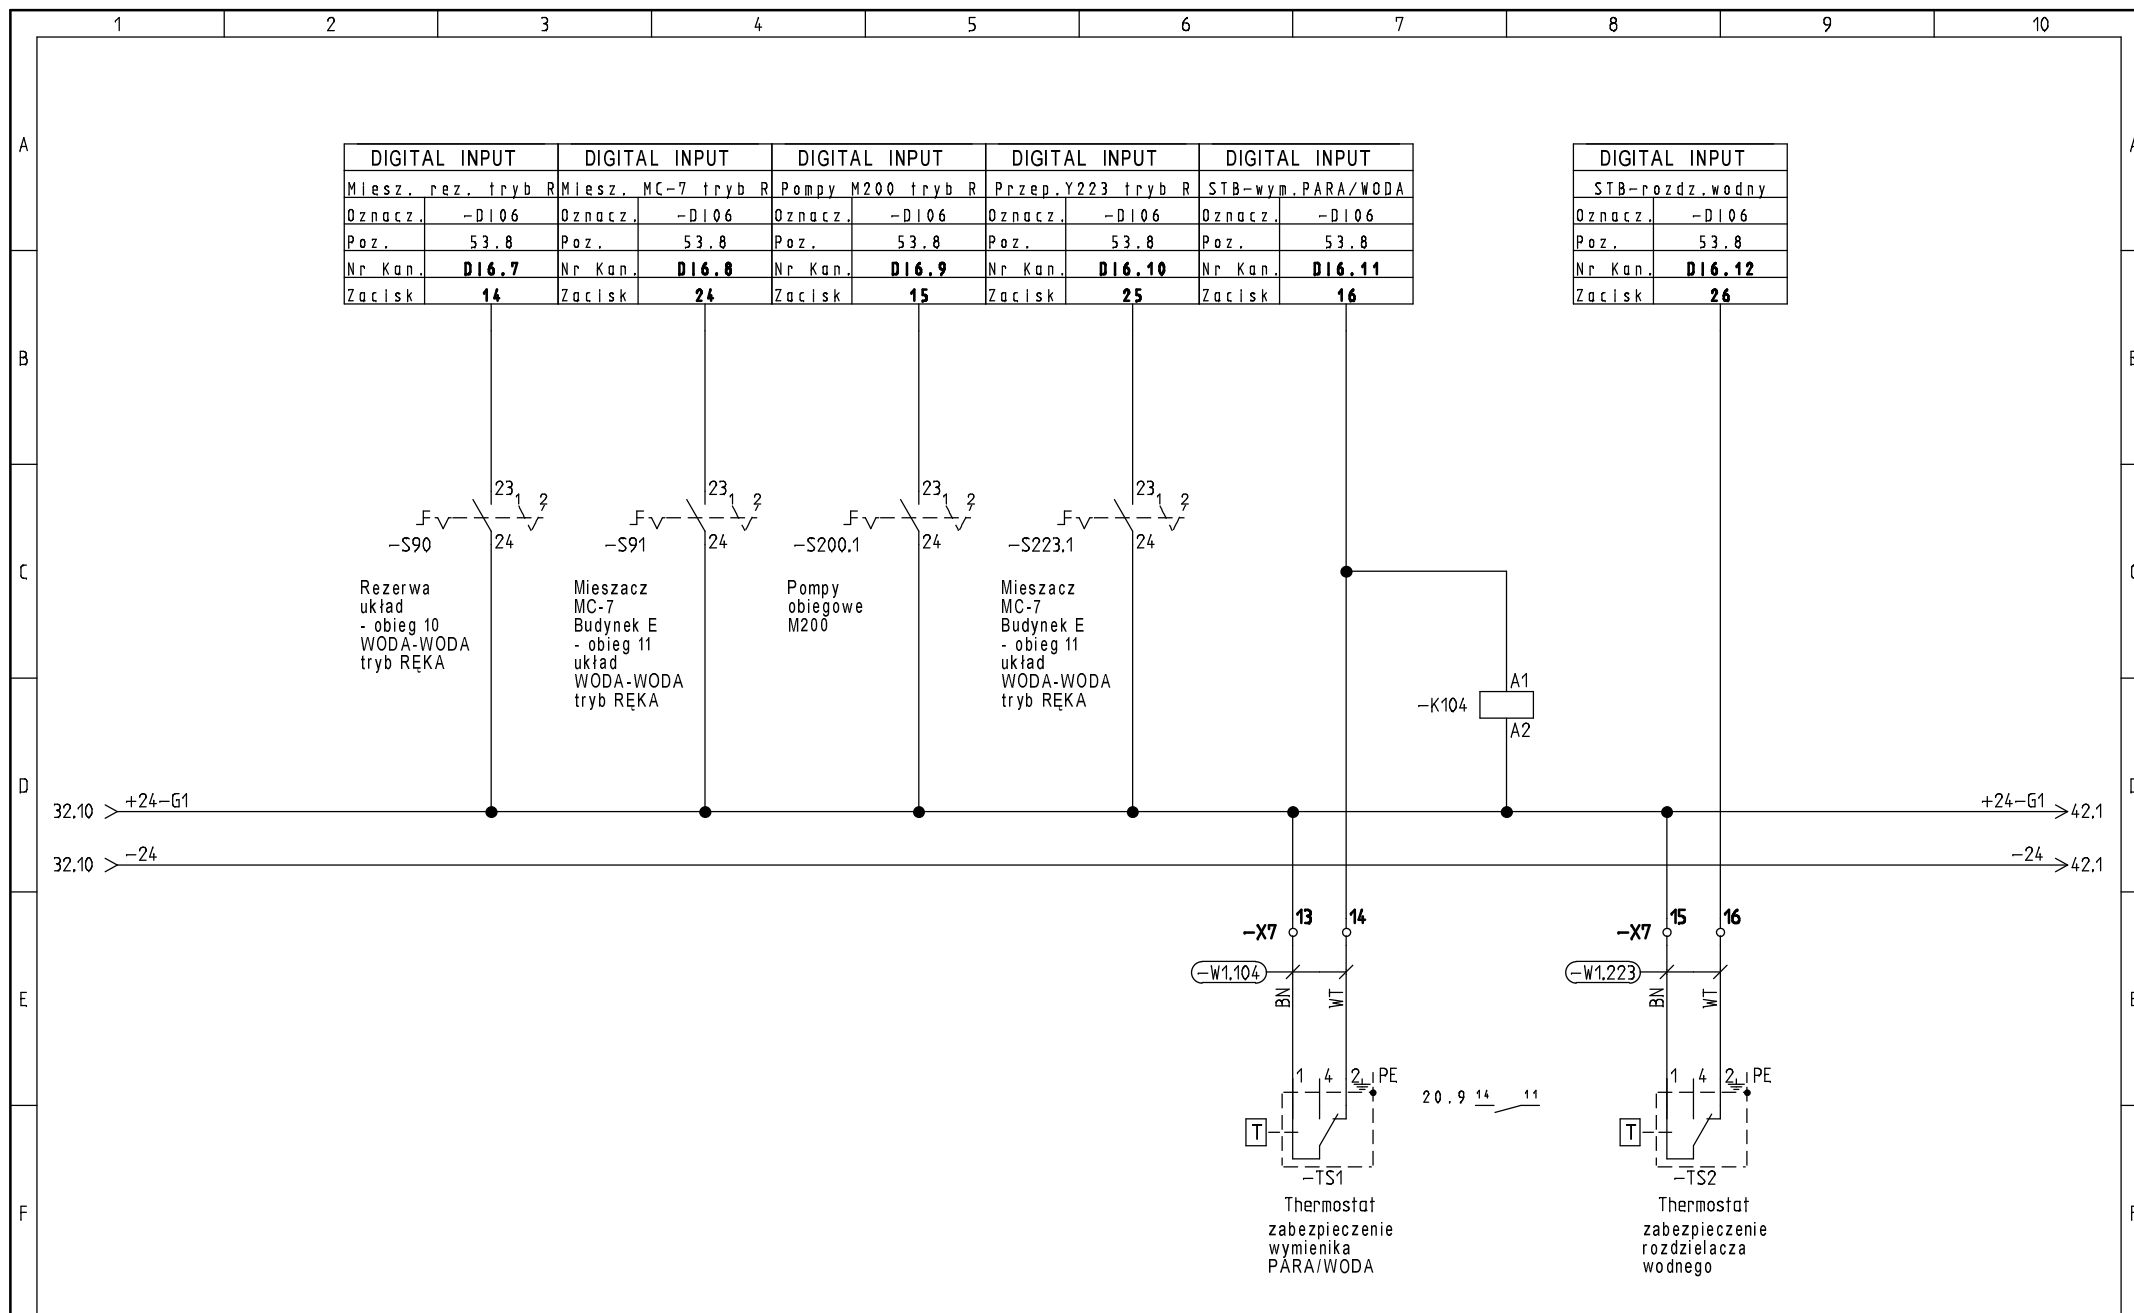 1 2 3 4 5 6 7 8 9 10
A
DIGITAL INPUT DIGITAL INPUT DIGITAL INPUT DIGITAL INPUT DIGITAL INPUT DIGITAL INPUT
Miesz. rez. tryb R Miesz. MC-7 tryb R Pompy M200 tryb R Przep.Y223 tryb R STB-wym.PARA/WODA STB-rozdz.wodny
Oznacz. -DI06 Oznacz. -DI06 Oznacz. -DI06 Oznacz. -DI06 Oznacz. -DI06 Oznacz. -DI06
Poz. 53.8 Poz. 53.8 Poz. 53.8 Poz. 53.8 Poz. 53.8 Poz. 53.8
Nr Kan. DI6.7 Nr Kan. DI6.8 Nr Kan. DI6.9 Nr Kan. DI6.10 Nr Kan. DI6.11 Nr Kan. DI6.12
Zacisk 14 Zacisk 24 Zacisk 15 Zacisk 25 Zacisk 16 Zacisk 26
B
23 1 2 23 1 2 23 1 2 23 1 2
-S90 24 -S91 24 -S200.1 24 -S223.1 24
C
Rezerwa
układ
- obieg 10
WODA-WODA
tryb RĘKA
Mieszacz
MC-7
Budynek E
- obieg 11
układ
WODA-WODA
tryb RĘKA
Pompy
obiegowe
M200
Mieszacz
MC-7
Budynek E
- obieg 11
układ
WODA-WODA
tryb RĘKA
A1
-K104
A2
D
32.10 +24-G1 +24-G1 42.1
32.10 -24 -24 42.1
-X7 13 14 -X7 15 16
-W1.104 -W1.223
E
BN WT BN WT
1 4 2 PE 20.9 14 11 1 4 2 PE
T T
-TS1 -TS2
F
Thermostat
zabezpieczenie
wymienika
PARA/WODA
Thermostat
zabezpieczenie
rozdzielacza
wodnego